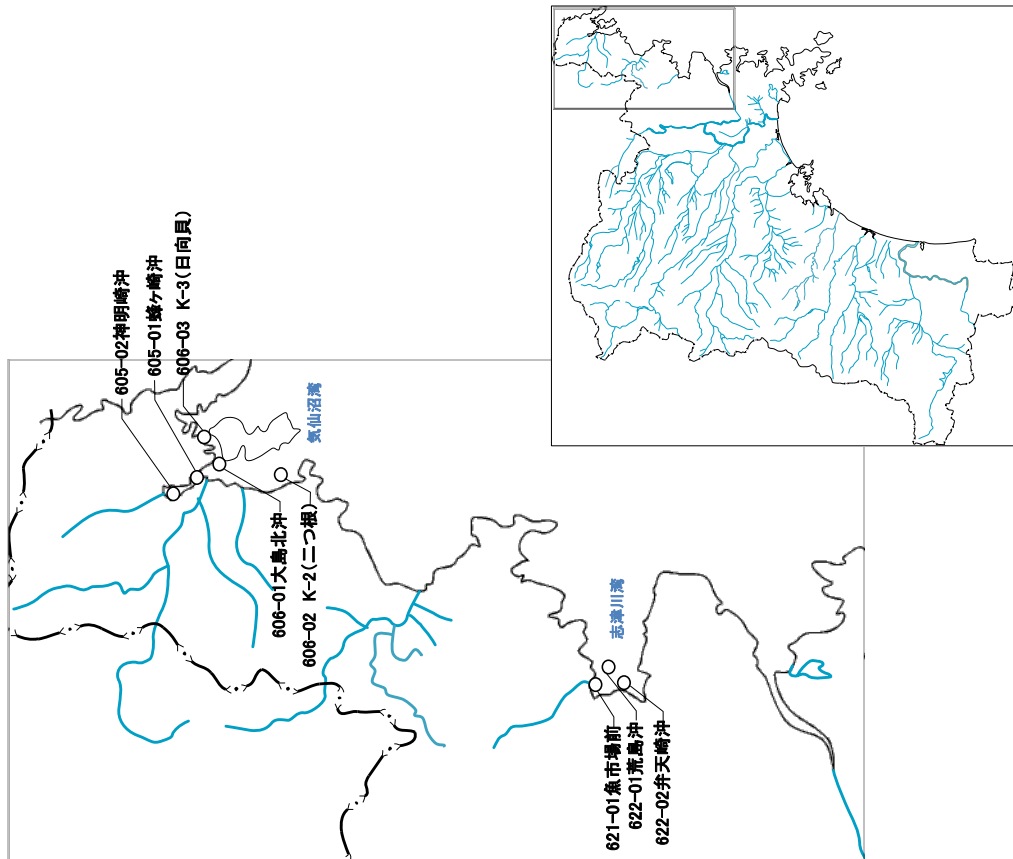 605-02神明崎沖
605-01蜂ヶ崎沖
606-03 K-3(日向貝)
気仙沼湾
606-01大島北沖
606-02 K-2(二つ根)
志津川湾
621-01魚市場前
622-01荒島沖
622-02弁天崎沖